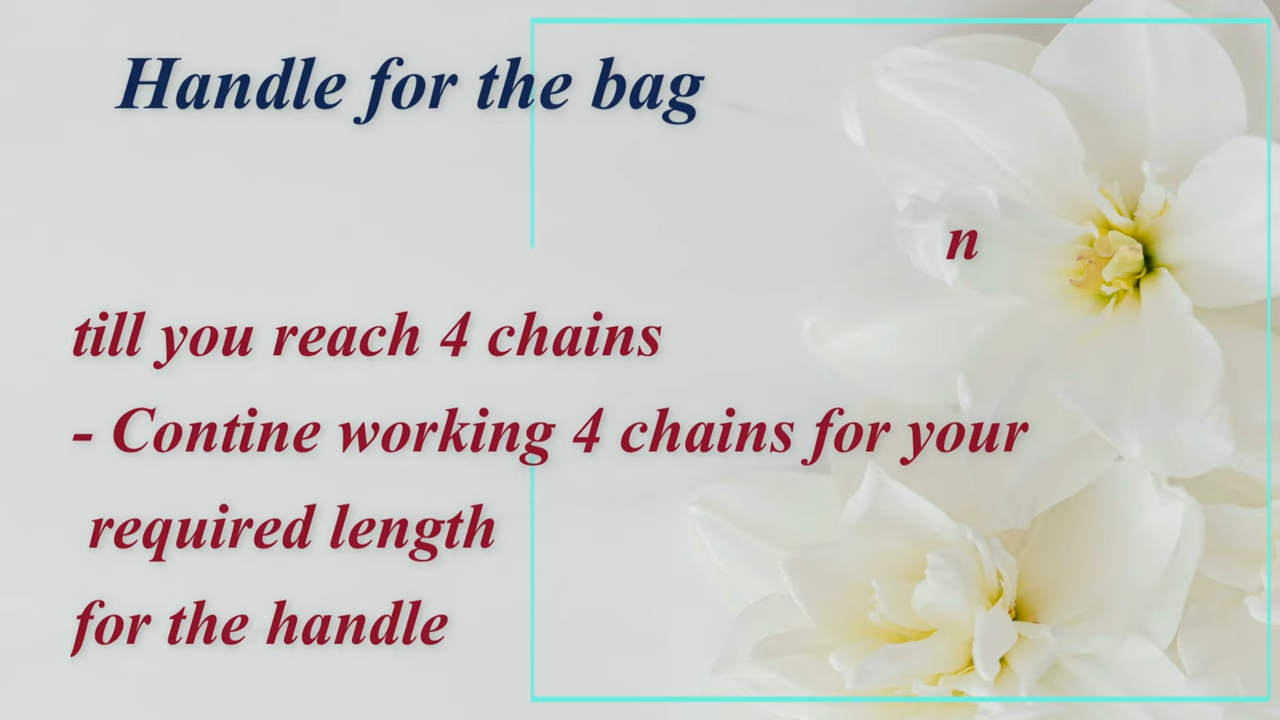 Handle for the bag
n
till you reach 4 chains
- Contine working 4 chains for your
required length
for the handle